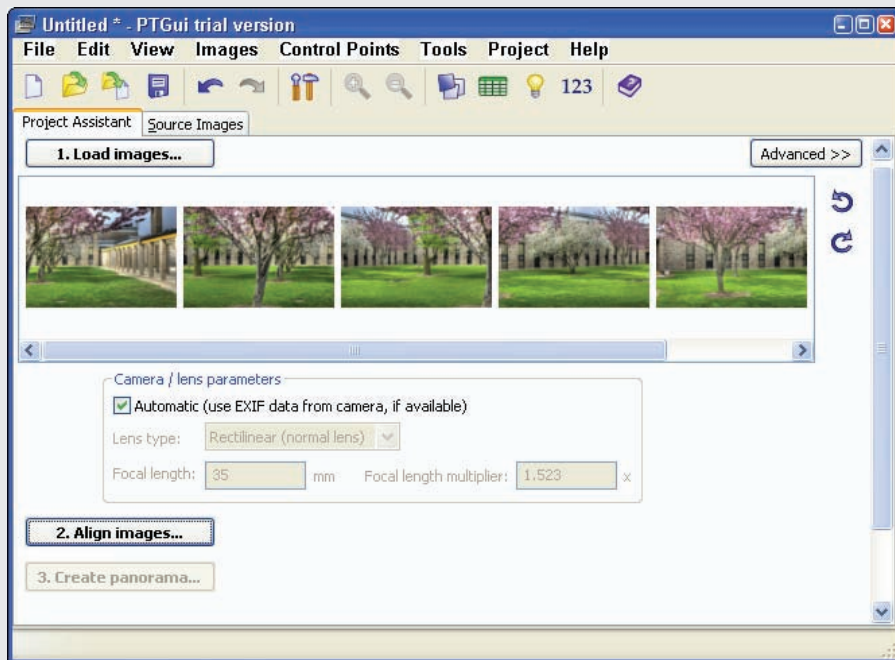 Untitled * - PTGui trial version
File Edit View Images Control Points Tools Project Help
123
Project Assistant Source Images
1. Load images... Advanced >>
Camera / lens parameters
Automatic (use EXIF data from camera, if available)
Lens type: Rectilinear (normal lens)
Focal length: 35 mm Focal length multiplier: 1.523 x
2. Align images...
3. Create panorama...